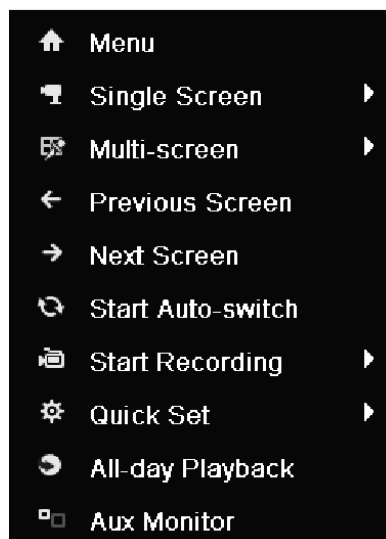 Menu
Single Screen
Multi-screen
Previous Screen
Next Screen
Start Auto-switch
Start Recording
Quick Set
All-day Playback
Aux Monitor